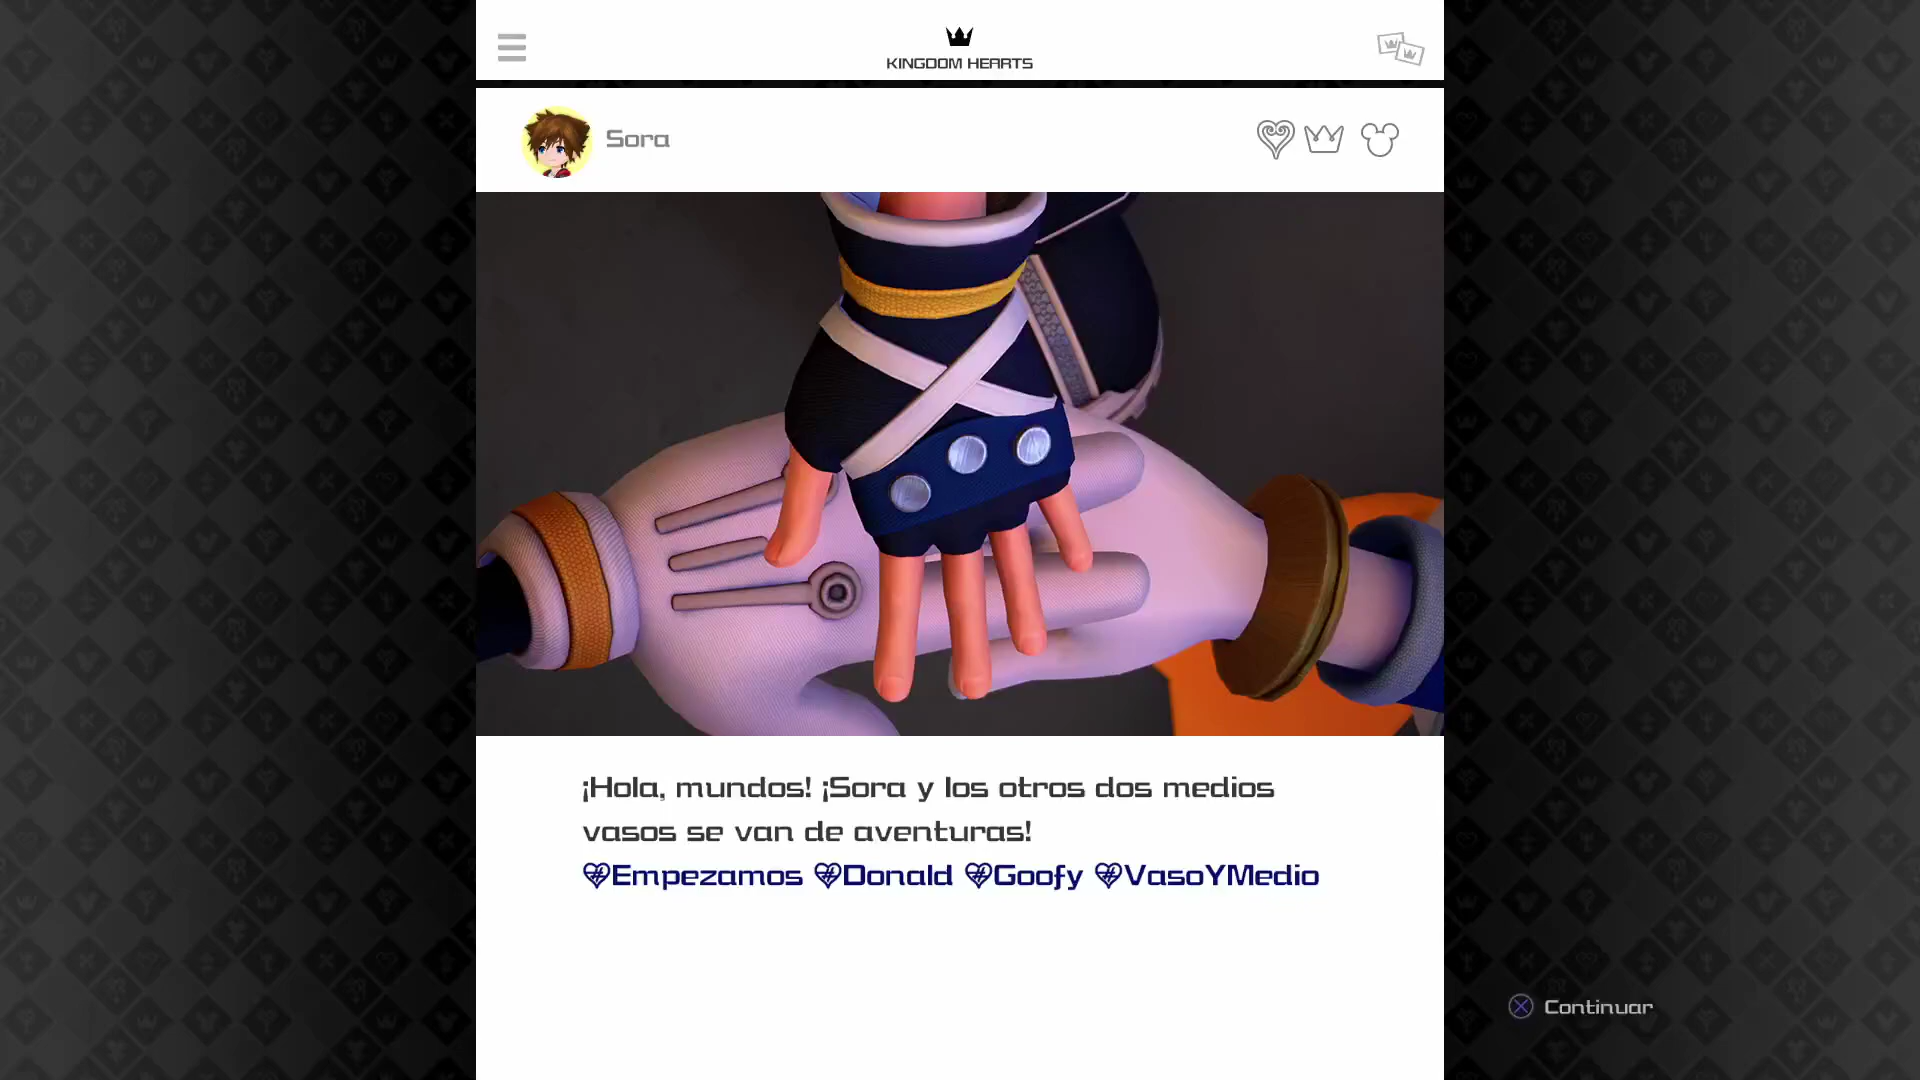 KINGDOM HEARTS
Sora
¡Hola, mundos! ¡Sora y los otros dos medios
vasos se van de aventuras!
#Empezamos #Donald #Goofy #VasoYMedio
Continuar